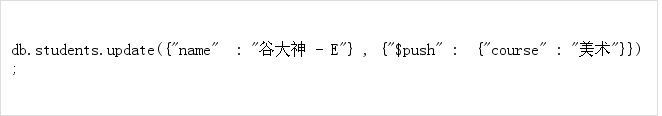 db.students.update({"name"  : "谷大神 - E"} , {"$push" :  {"course" : "美术"}})
;